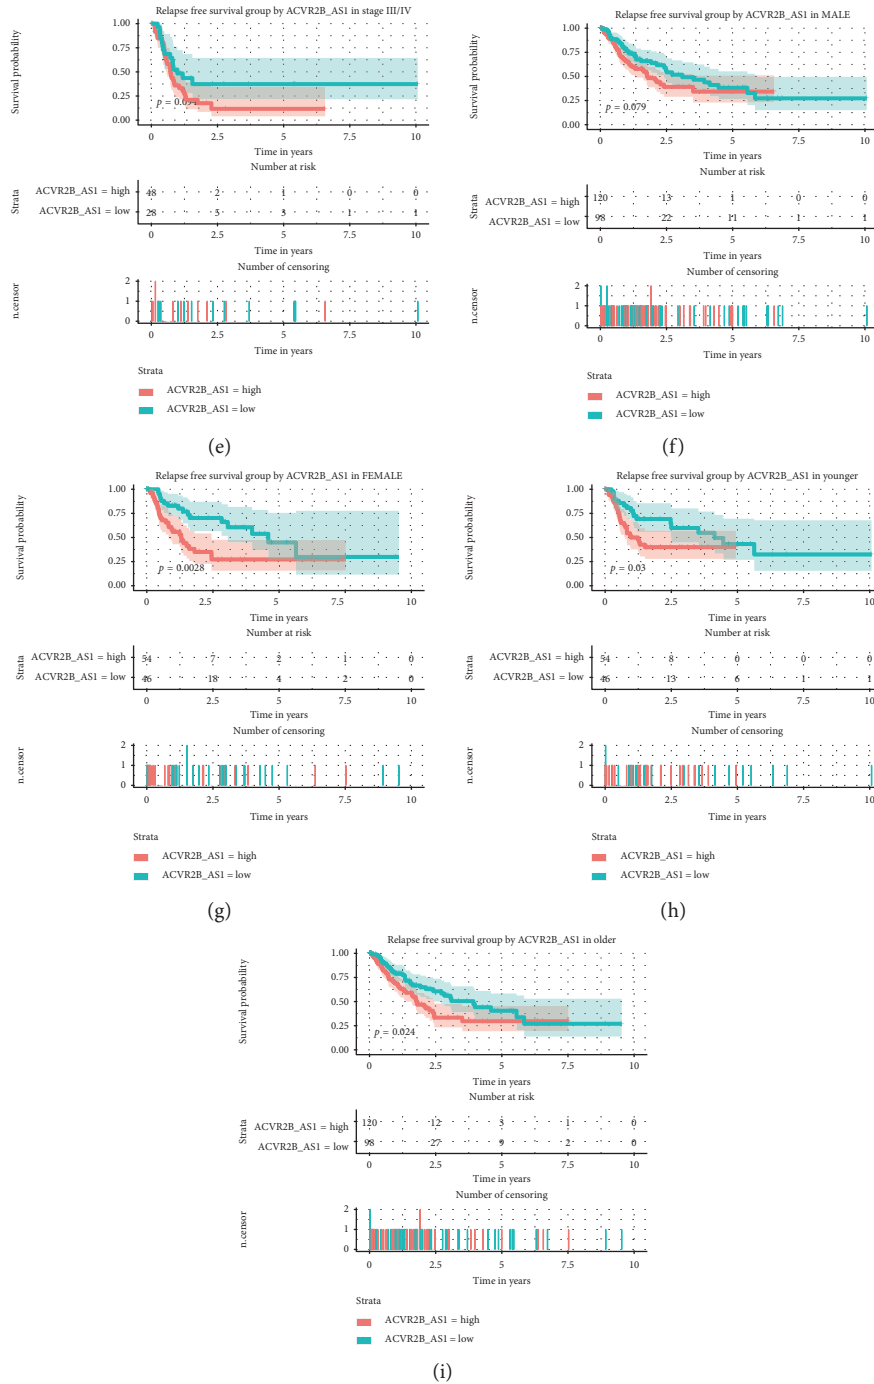 Relapse free survival group by ACVR2B_AS1 in stage III/IV
Survival probability
1.00
0.75
0.50
0.25
0.00
0 2.5 5 7.5 10
Time in years
Number at risk
Strata
ACVR2B_AS1 = high 48 2 1 0 0
ACVR2B_AS1 = low 28 5 3 1 1
0 2.5 5 7.5 10
Time in years
Number of censoring
n.censor
2
1
0
0 2.5 5 7.5 10
Time in years
Strata
ACVR2B_AS1 = high
ACVR2B_AS1 = low
(e)
Relapse free survival group by ACVR2B_AS1 in MALE
Survival probability
1.00
0.75
0.50
0.25
0.00
p = 0.079
0 2.5 5 7.5 10
Time in years
Number at risk
Strata
ACVR2B_AS1 = high 120 13 1 0 0
ACVR2B_AS1 = low 98 22 11 1 1
0 2.5 5 7.5 10
Time in years
Number of censoring
n.censor
2
1
0
0 2.5 5 7.5 10
Time in years
Strata
ACVR2B_AS1 = high
ACVR2B_AS1 = low
(f)
Relapse free survival group by ACVR2B_AS1 in FEMALE
Survival probability
1.00
0.75
0.50
0.25
0.00
p = 0.0028
0 2.5 5 7.5 10
Time in years
Number at risk
Strata
ACVR2B_AS1 = high 54 7 2 1 0
ACVR2B_AS1 = low 46 18 4 2 0
0 2.5 5 7.5 10
Time in years
Number of censoring
n.censor
2
1
0
0 2.5 5 7.5 10
Time in years
Strata
ACVR2B_AS1 = high
ACVR2B_AS1 = low
(g)
Relapse free survival group by ACVR2B_AS1 in younger
Survival probability
1.00
0.75
0.50
0.25
0.00
p = 0.03
0 2.5 5 7.5 10
Time in years
Number at risk
Strata
ACVR2B_AS1 = high 54 8 0 0 0
ACVR2B_AS1 = low 46 13 6 1 1
0 2.5 5 7.5 10
Time in years
Number of censoring
n.censor
2
1
0
0 2.5 5 7.5 10
Time in years
Strata
ACVR2B_AS1 = high
ACVR2B_AS1 = low
(h)
Relapse free survival group by ACVR2B_AS1 in older
Survival probability
1.00
0.75
0.50
0.25
0.00
p = 0.024
0 2.5 5 7.5 10
Time in years
Number at risk
Strata
ACVR2B_AS1 = high 120 12 3 1 0
ACVR2B_AS1 = low 98 27 9 2 0
0 2.5 5 7.5 10
Time in years
Number of censoring
n.censor
2
1
0
0 2.5 5 7.5 10
Time in years
Strata
ACVR2B_AS1 = high
ACVR2B_AS1 = low
(i)